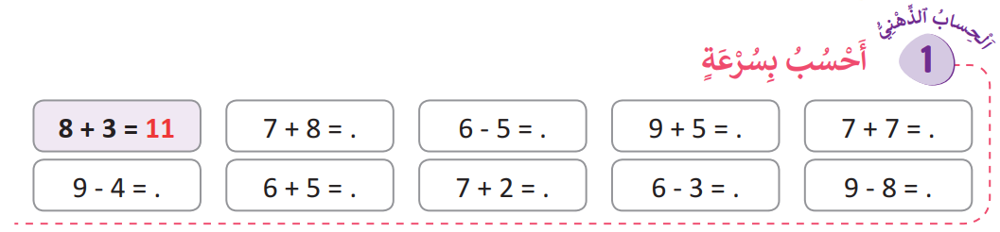 اَلْحِسابُ ٱلذِّهْنِيُّ
1 أَحْسُبُ بِسُرْعَةٍ
8 + 3 = 11 7 + 8 = . 6 - 5 = . 9 + 5 = . 7 + 7 = .
9 - 4 = . 6 + 5 = . 7 + 2 = . 6 - 3 = . 9 - 8 = .